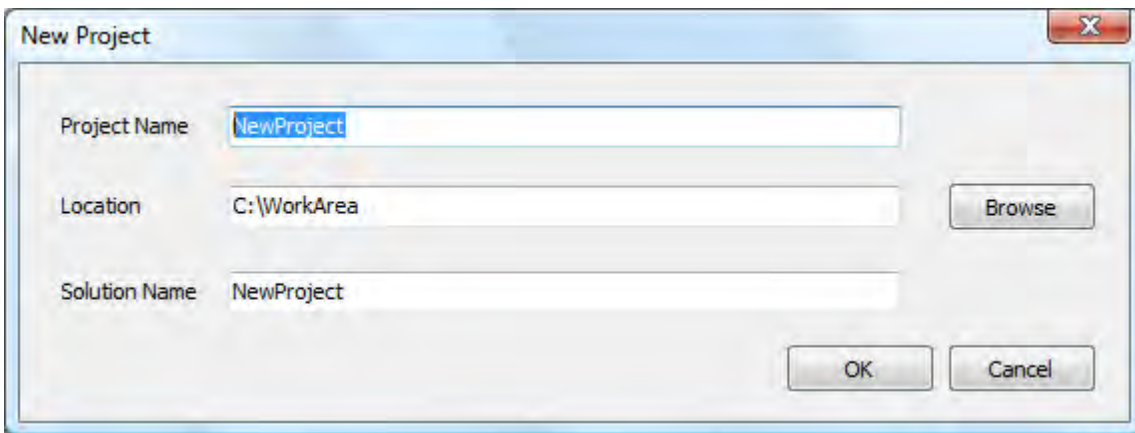 New Project
Project Name NewProject
Location C:\WorkArea Browse
Solution Name NewProject
OK Cancel